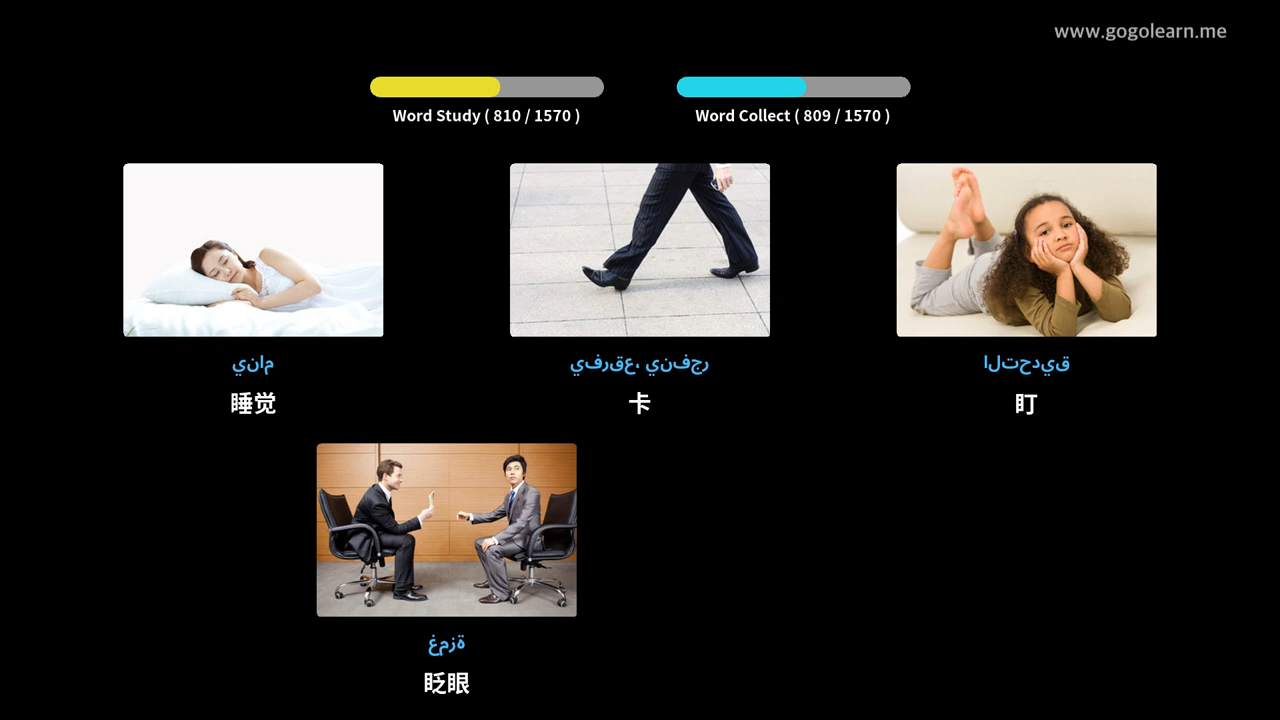 www.gogolearn.me
Word Study ( 810 / 1570 )
Word Collect ( 809 / 1570 )
ينام
يفرقع، ينفجر
التحديق
睡觉
卡
盯
غمزة
眨眼